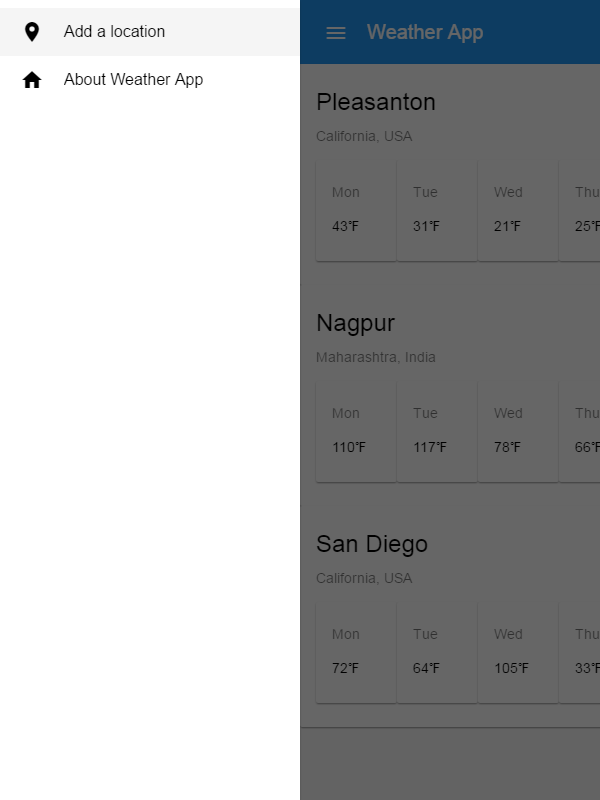 Add a location
About Weather App
Weather App
Pleasanton
California, USA
Mon Tue Wed Thu
43℉ 31℉ 21℉ 25℉
Nagpur
Maharashtra, India
Mon Tue Wed Thu
110℉ 117℉ 78℉ 66℉
San Diego
California, USA
Mon Tue Wed Thu
72℉ 64℉ 105℉ 33℉